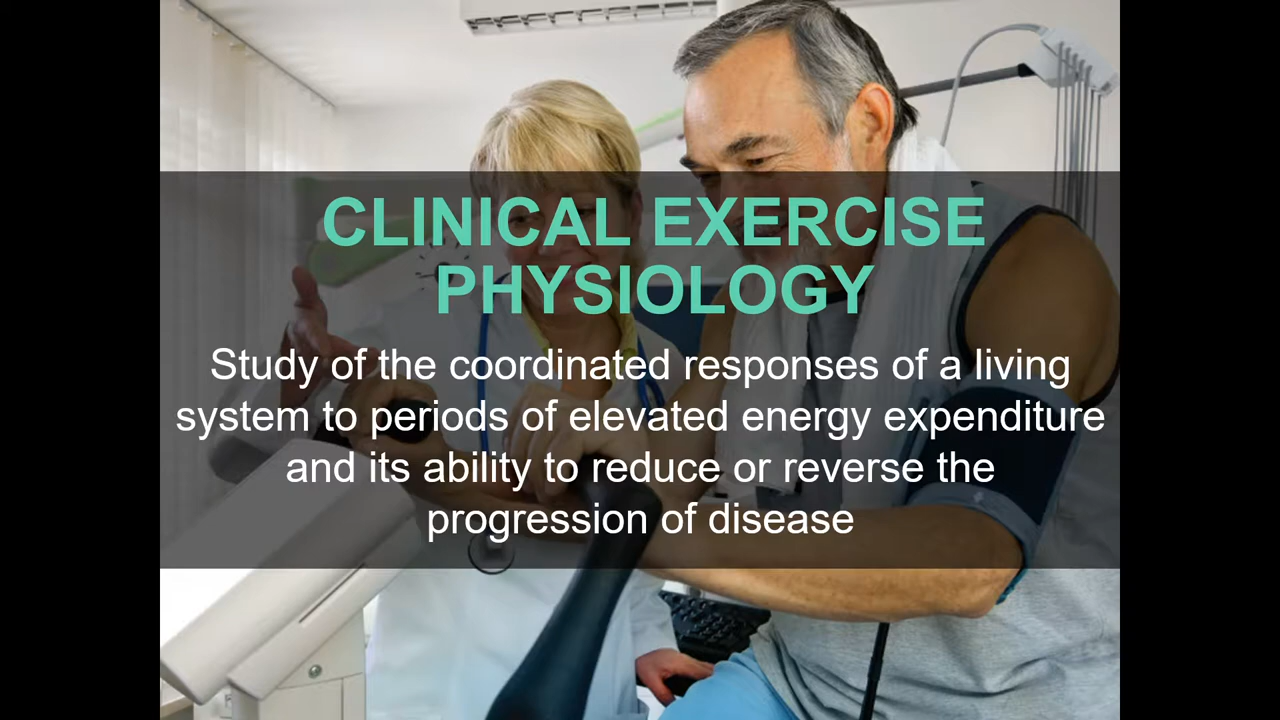 CLINICAL EXERCISE
PHYSIOLOGY
Study of the coordinated responses of a living
system to periods of elevated energy expenditure
and its ability to reduce or reverse the
progression of disease